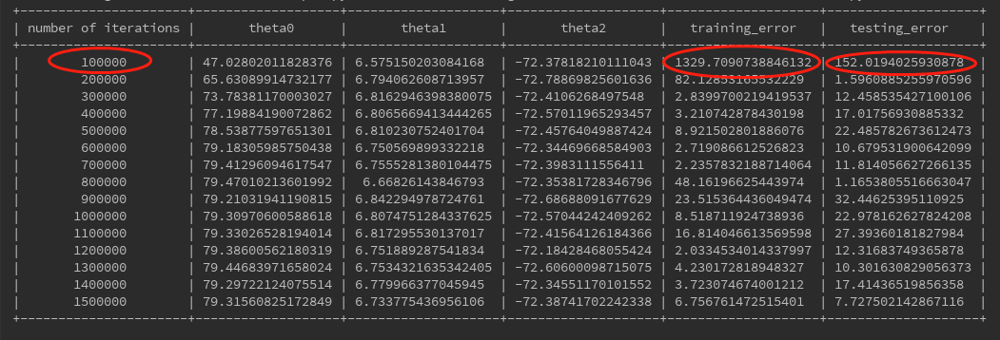 number of iterations | theta0 | theta1 | theta2 | training_error | testing_error
100000 | 47.02802011828376 | 6.575150203084168 | -72.37818210111043 | 1329.7090738846132 | 152.0194025930878
200000 | 65.63089914732177 | 6.794062608713957 | -72.78869825601636 | 82.12853165532229 | 1.5960885255970596
300000 | 73.78381170003027 | 6.8162946398380075 | -72.4106268497548 | 2.8399700219419537 | 12.458535427100106
400000 | 77.19884190072862 | 6.8065669413444265 | -72.57011965293457 | 3.210742878430198 | 17.01756930885332
500000 | 78.53877597651301 | 6.810230752401704 | -72.45764049887424 | 8.921502801886076 | 22.485782673612473
600000 | 79.18305985750438 | 6.750569899332218 | -72.34469668584903 | 2.719086612526823 | 10.679531900642099
700000 | 79.41296094617547 | 6.7555281380104475 | -72.3983111556411 | 2.2357832188714064 | 11.814056627266135
800000 | 79.47010213601992 | 6.66826143846793 | -72.35381728346796 | 48.16196625443974 | 1.1653805516663047
900000 | 79.21031941190815 | 6.842294978724761 | -72.68688091677629 | 23.515364436049474 | 32.44625395110925
1000000 | 79.30970600588618 | 6.8074751284337625 | -72.57044242409262 | 8.518711924738936 | 22.978162627824208
1100000 | 79.33026528194014 | 6.817295530137017 | -72.41564126184366 | 16.814046613569598 | 27.39360181827984
1200000 | 79.38600562180319 | 6.751889287541834 | -72.18428468055424 | 2.0334534014337997 | 12.31683749365878
1300000 | 79.44683971658024 | 6.7534321635342405 | -72.60600098715075 | 4.230172818948327 | 10.301630829056373
1400000 | 79.29722124075514 | 6.779966377045945 | -72.34551170101552 | 3.723074674001212 | 17.41436519856358
1500000 | 79.31560825172849 | 6.733775436956106 | -72.38741702242338 | 6.756761472515401 | 7.727502142867116